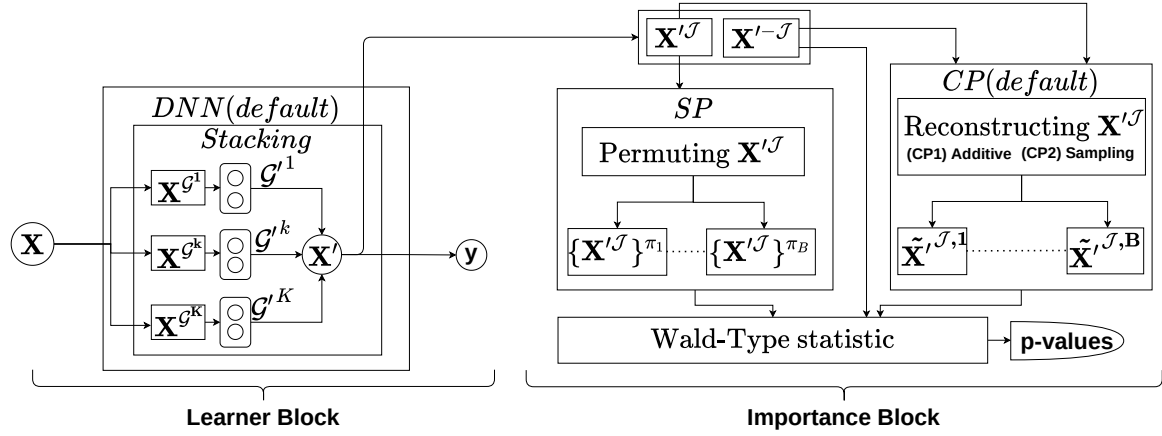 DNN(default)
Stacking
X
X^{𝒢^1}
𝒢'^1
X^{𝒢^k}
𝒢'^k
X'
y
X^{𝒢^K}
𝒢'^K
Learner Block
X'^𝒥
X'^{-𝒥}
SP
Permuting X'^𝒥
{X'^𝒥}^{π_1}
{X'^𝒥}^{π_B}
CP(default)
Reconstructing X'^𝒥
(CP1) Additive (CP2) Sampling
X̃'^{𝒥,1}
X̃'^{𝒥,B}
Wald-Type statistic
p-values
Importance Block